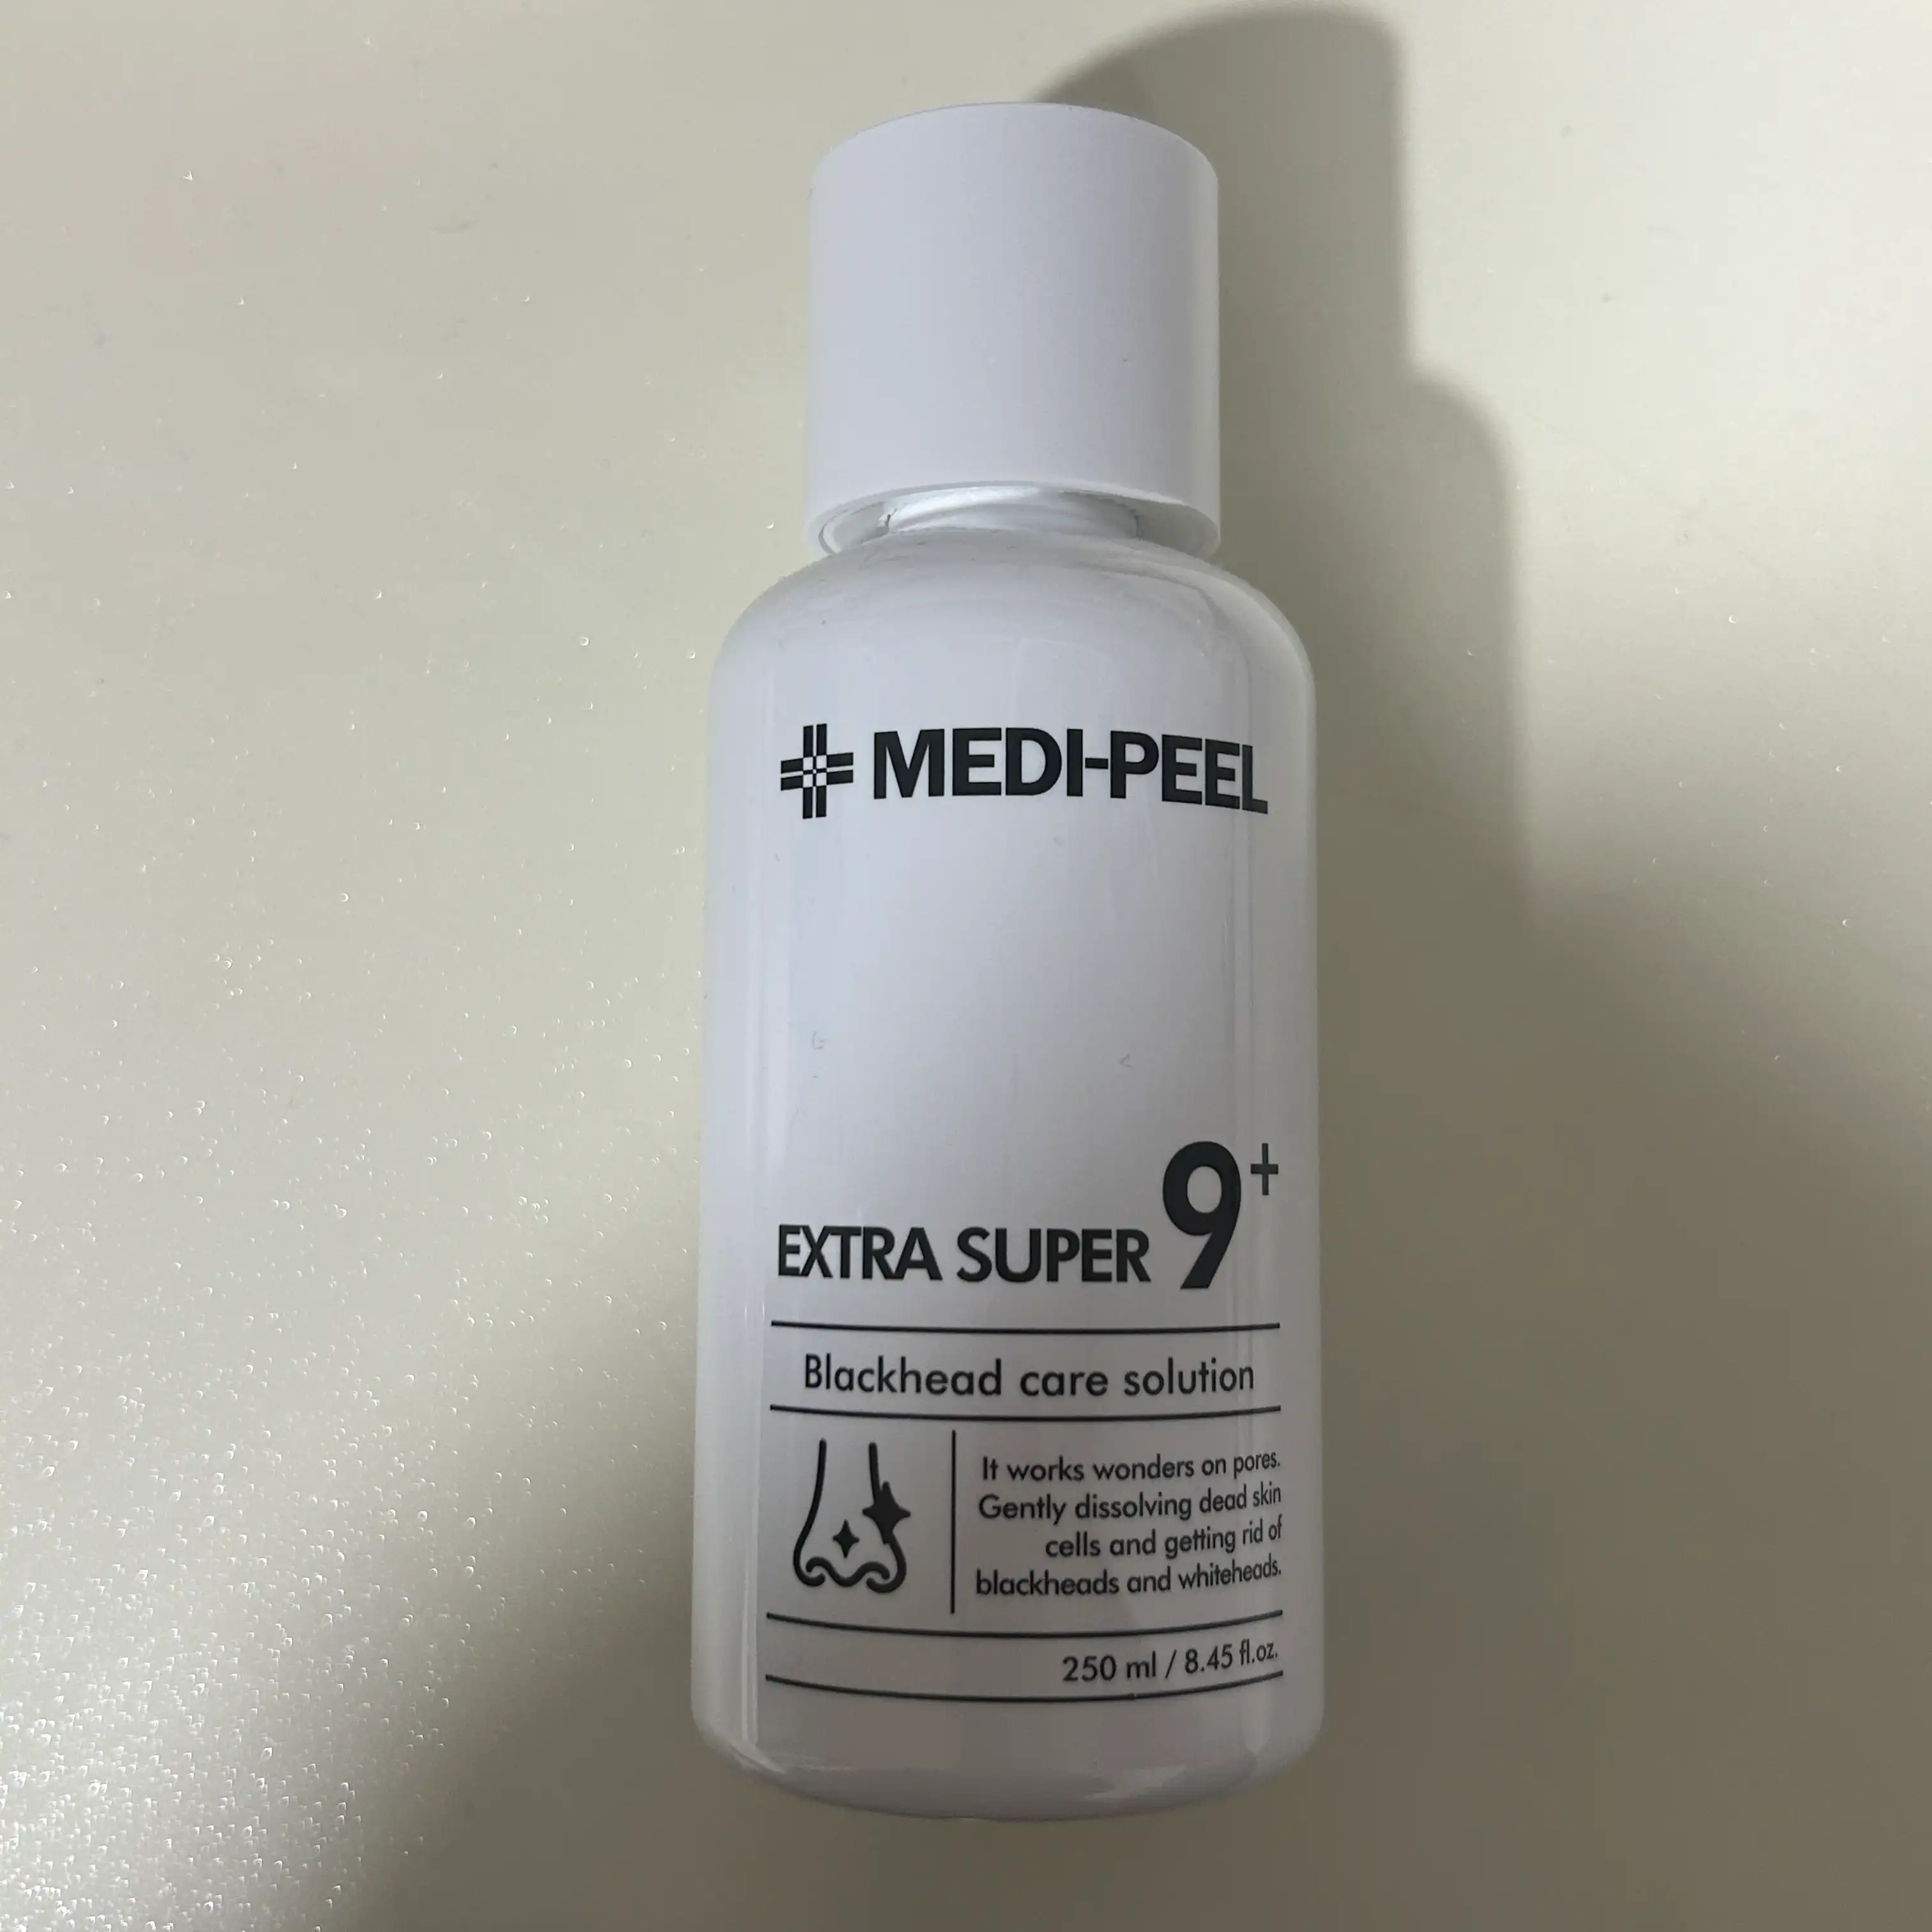 MEDI-PEEL
EXTRA SUPER 9+
Blackhead care solution
It works wonders on pores.
Gently dissolving dead skin
cells and getting rid of
blackheads and whiteheads.
250 ml / 8.45 fl.oz.